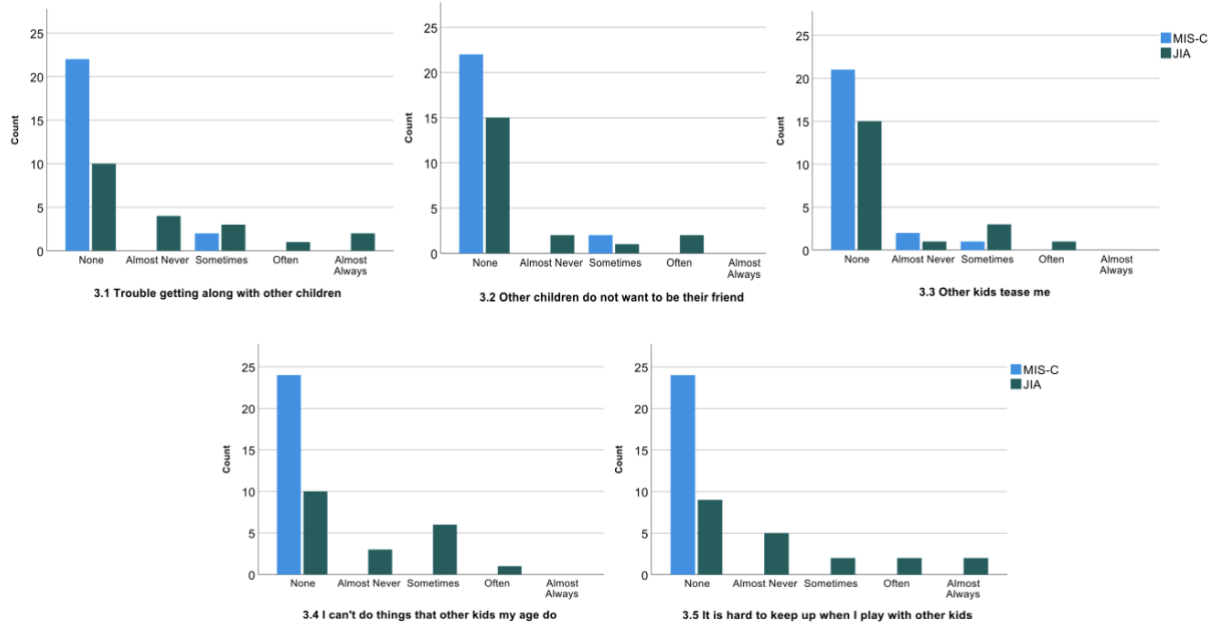 25
20
15
10
5
0
Count
None
Almost Never
Sometimes
Often
Almost
Always
3.1 Trouble getting along with other children
25
20
15
10
5
0
Count
None
Almost Never
Sometimes
Often
Almost
Always
3.2 Other children do not want to be their friend
25
20
15
10
5
0
Count
None
Almost Never
Sometimes
Often
Almost
Always
3.3 Other kids tease me
MIS-C
JIA
25
20
15
10
5
0
Count
None
Almost Never
Sometimes
Often
Almost
Always
3.4 I can't do things that other kids my age do
25
20
15
10
5
0
Count
None
Almost Never
Sometimes
Often
Almost
Always
3.5 It is hard to keep up when I play with other kids
MIS-C
JIA